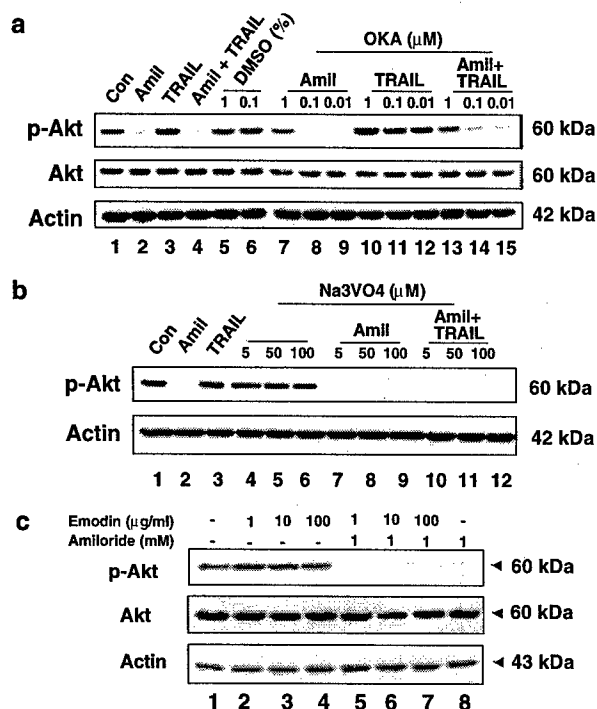 a
Con Amil TRAIL Amil + TRAIL DMSO (%) OKA (µM)
Amil TRAIL Amil+
TRAIL
1 0.1 1 0.1 0.01 1 0.1 0.01 1 0.1 0.01
p-Akt 60 kDa
Akt 60 kDa
Actin 42 kDa
1 2 3 4 5 6 7 8 9 10 11 12 13 14 15
b
Na3VO4 (µM)
Con Amil TRAIL Amil Amil+
TRAIL
5 50 100 5 50 100 5 50 100
p-Akt 60 kDa
Actin 42 kDa
1 2 3 4 5 6 7 8 9 10 11 12
c
Emodin (µg/ml) - 1 10 100 1 10 100 -
Amiloride (mM) - - - - 1 1 1 1
p-Akt 60 kDa
Akt 60 kDa
Actin 43 kDa
1 2 3 4 5 6 7 8